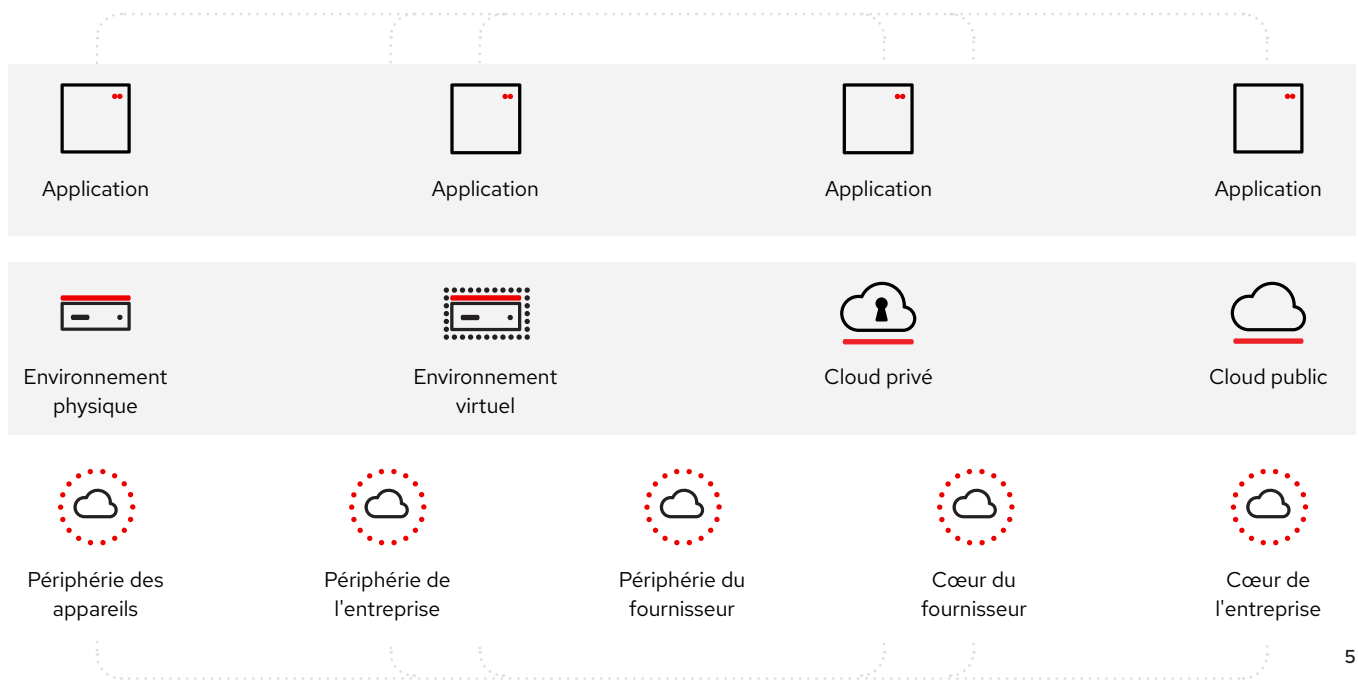 Application
Application
Application
Application
Environnement
physique
Environnement
virtuel
Cloud privé
Cloud public
Périphérie des
appareils
Périphérie de
l'entreprise
Périphérie du
fournisseur
Cœur du
fournisseur
Cœur de
l'entreprise
5